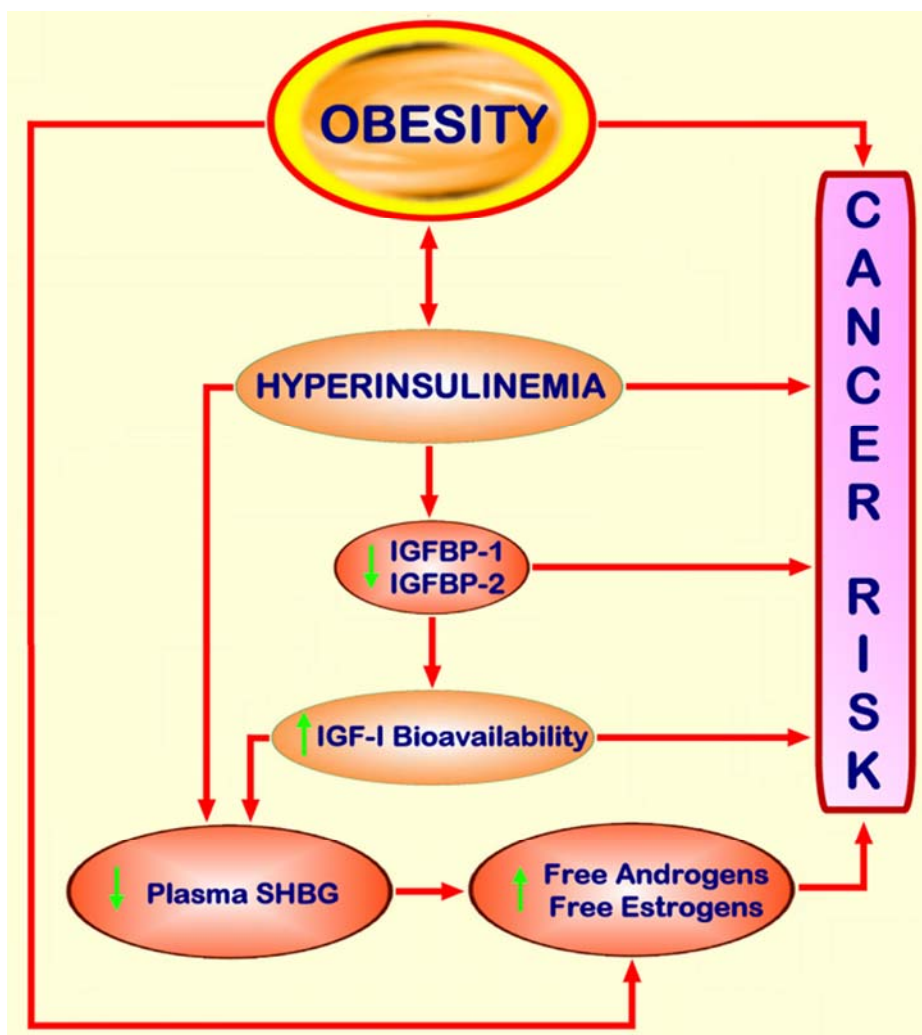 OBESITY
CANCER RISK
HYPERINSULINEMIA
IGFBP-1
IGFBP-2
IGF-I Bioavailability
Plasma SHBG
Free Androgens
Free Estrogens